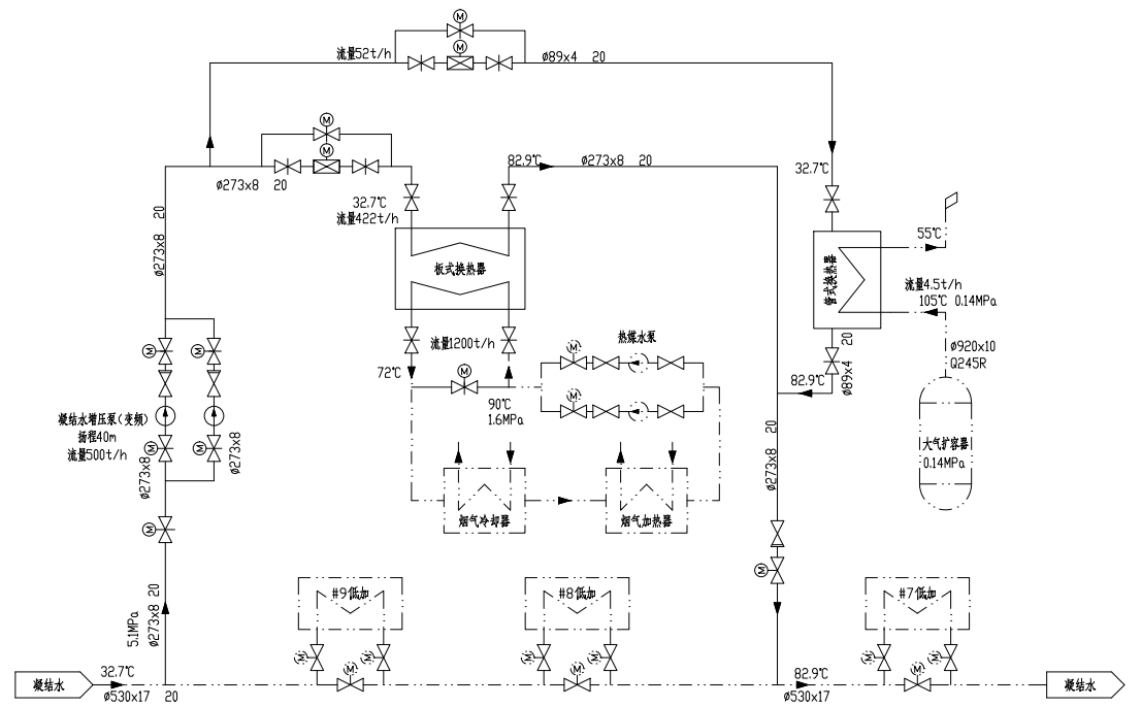 M
流量52t/h
M
ø89x4 20
M
M
ø273x8 20
82.9℃
ø273x8 20
32.7℃
流量422t/h
32.7℃
ø273x8 20
板式换热器
管式换热器
55℃
流量4.5t/h
105℃ 0.14MPa
M
M
流量1200t/h
热媒水泵
M
ø89x4 20
ø920x10
Q245R
72℃
M
90℃
1.6MPa
82.9℃
M
凝结水增压泵(变频)
扬程40m
流量500t/h
M
M
ø273x8
ø273x8
ø273x8 20
大气扩容器
0.14MPa
烟气冷却器
烟气加热器
M
M
5.1MPa
ø273x8 20
#9低加
#8低加
#7低加
M
M
M
M
M
M
M
M
M
凝结水
32.7℃
ø530x17 20
82.9℃
ø530x17
凝结水